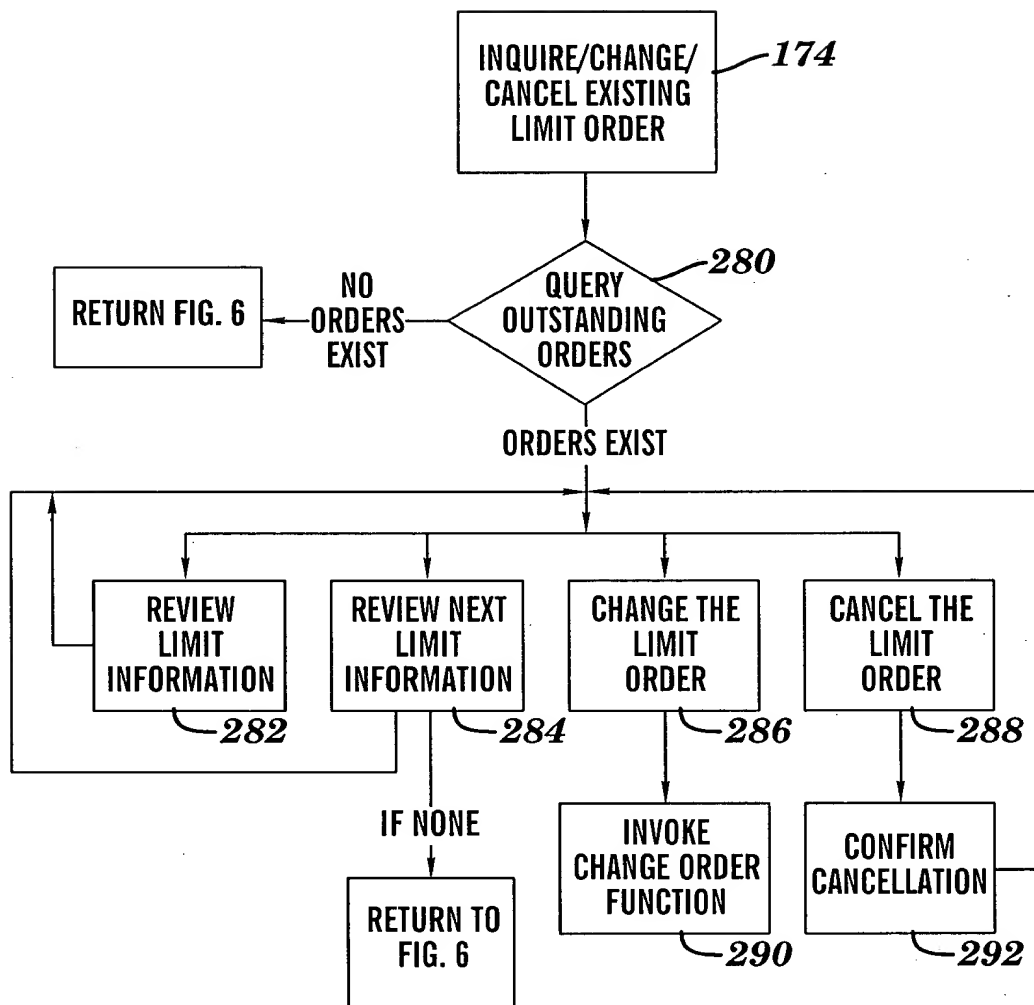 INQUIRE/CHANGE/
CANCEL EXISTING
LIMIT ORDER
174
QUERY
OUTSTANDING
ORDERS
280
NO
ORDERS
EXIST
RETURN FIG. 6
ORDERS EXIST
REVIEW
LIMIT
INFORMATION
282
REVIEW NEXT
LIMIT
INFORMATION
284
CHANGE THE
LIMIT
ORDER
286
CANCEL THE
LIMIT
ORDER
288
IF NONE
RETURN TO
FIG. 6
INVOKE
CHANGE ORDER
FUNCTION
290
CONFIRM
CANCELLATION
292